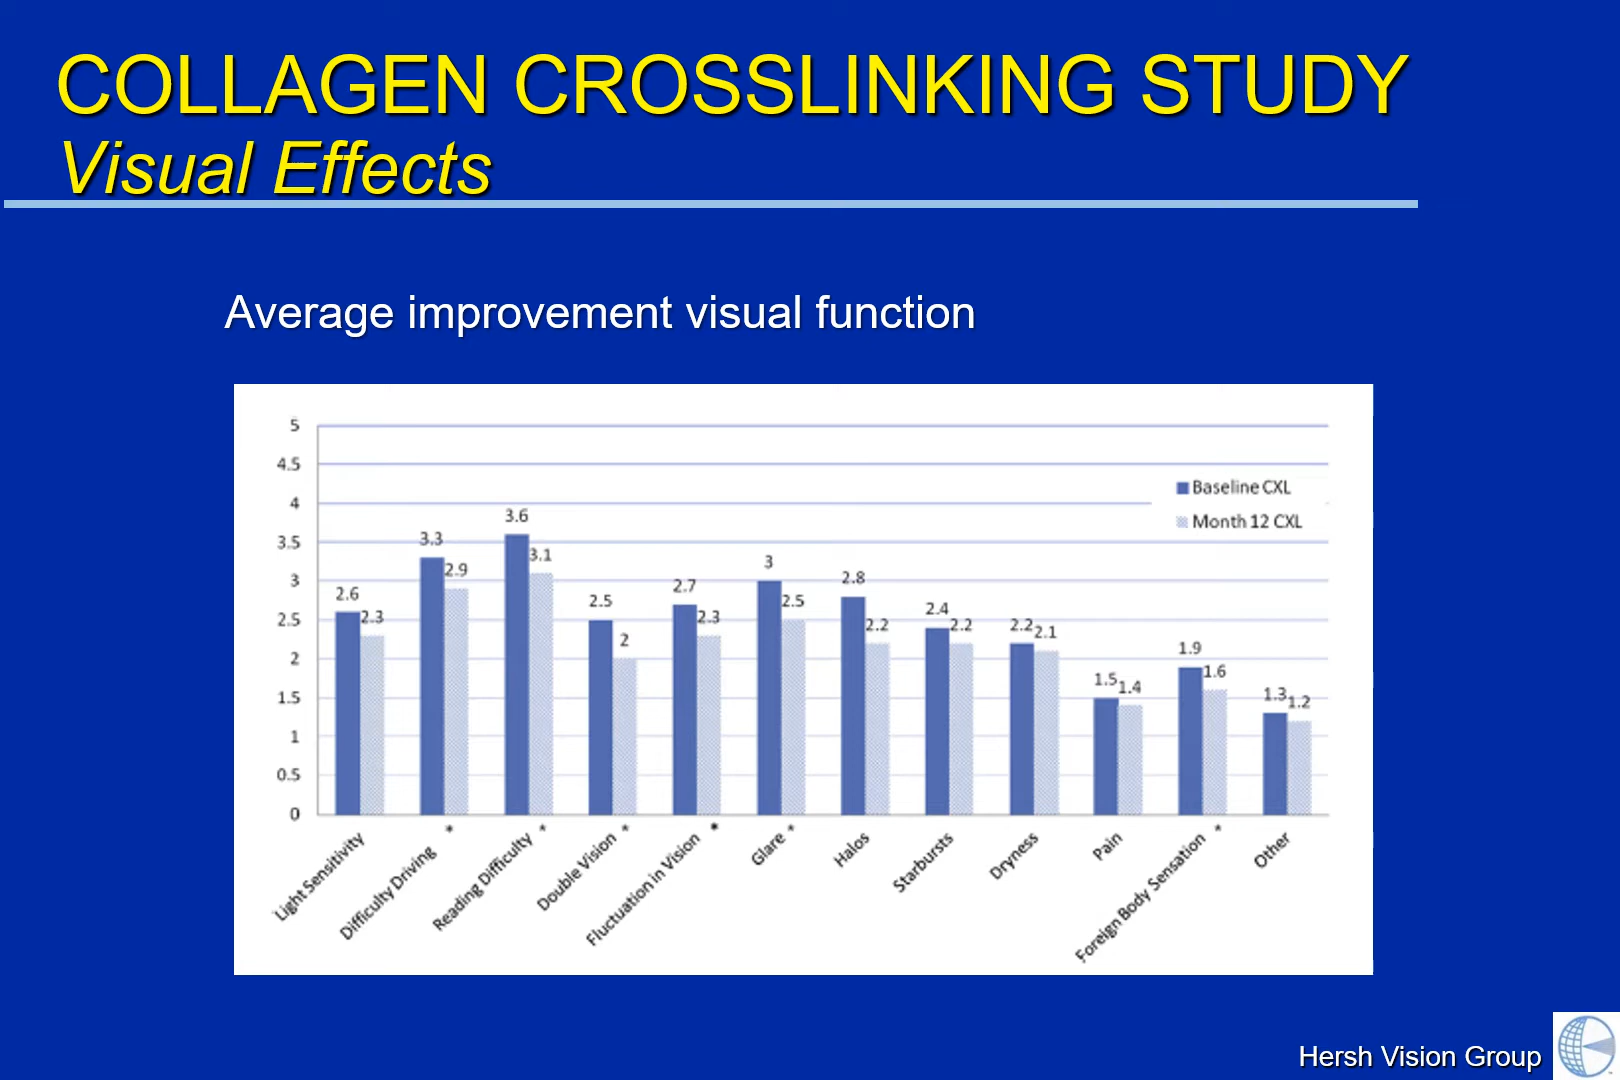 COLLAGEN CROSSLINKING STUDY
Visual Effects
Average improvement visual function
5
4.5
4
3.5
3
2.5
2
1.5
1
0.5
0
Baseline CXL
Month 12 CXL
2.6
2.3
3.3
2.9
3.6
3.1
2.5
2
2.7
2.3
3
2.5
2.8
2.2
2.4
2.2
2.2
2.1
1.5
1.4
1.9
1.6
1.3
1.2
Light Sensitivity
Difficulty Driving *
Reading Difficulty *
Double Vision *
Fluctuation in Vision *
Glare *
Halos
Starbursts
Dryness
Pain
Foreign Body Sensation *
Other
Hersh Vision Group